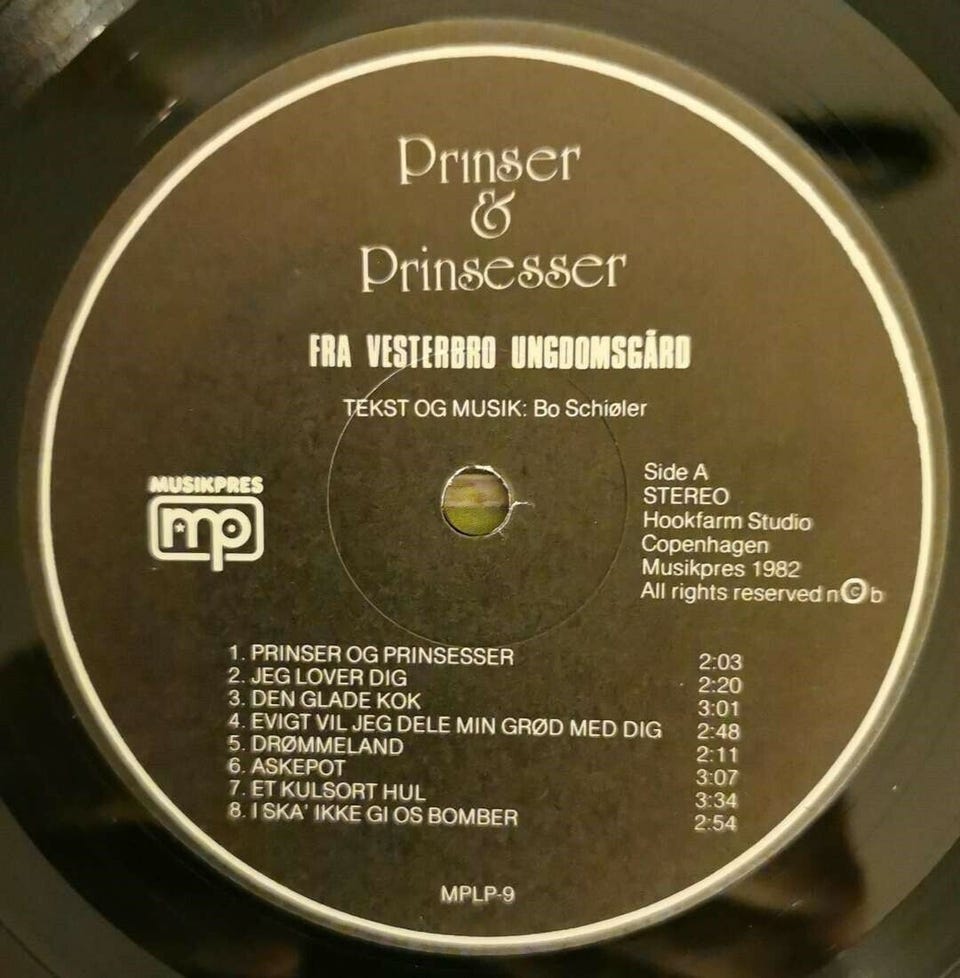 Prinser
&
Prinsesser
FRA VESTERBRO UNGDOMSGÅRD
TEKST OG MUSIK: Bo Schiøler
MUSIKPRES
mp
Side A
STEREO
Hookfarm Studio
Copenhagen
Musikpres 1982
All rights reserved n©b
1. PRINSER OG PRINSESSER 2:03
2. JEG LOVER DIG 2:20
3. DEN GLADE KOK 3:01
4. EVIGT VIL JEG DELE MIN GRØD MED DIG 2:48
5. DRØMMELAND 2:11
6. ASKEPOT 3:07
7. ET KULSORT HUL 3:34
8. I SKA' IKKE GI OS BOMBER 2:54
MPLP-9